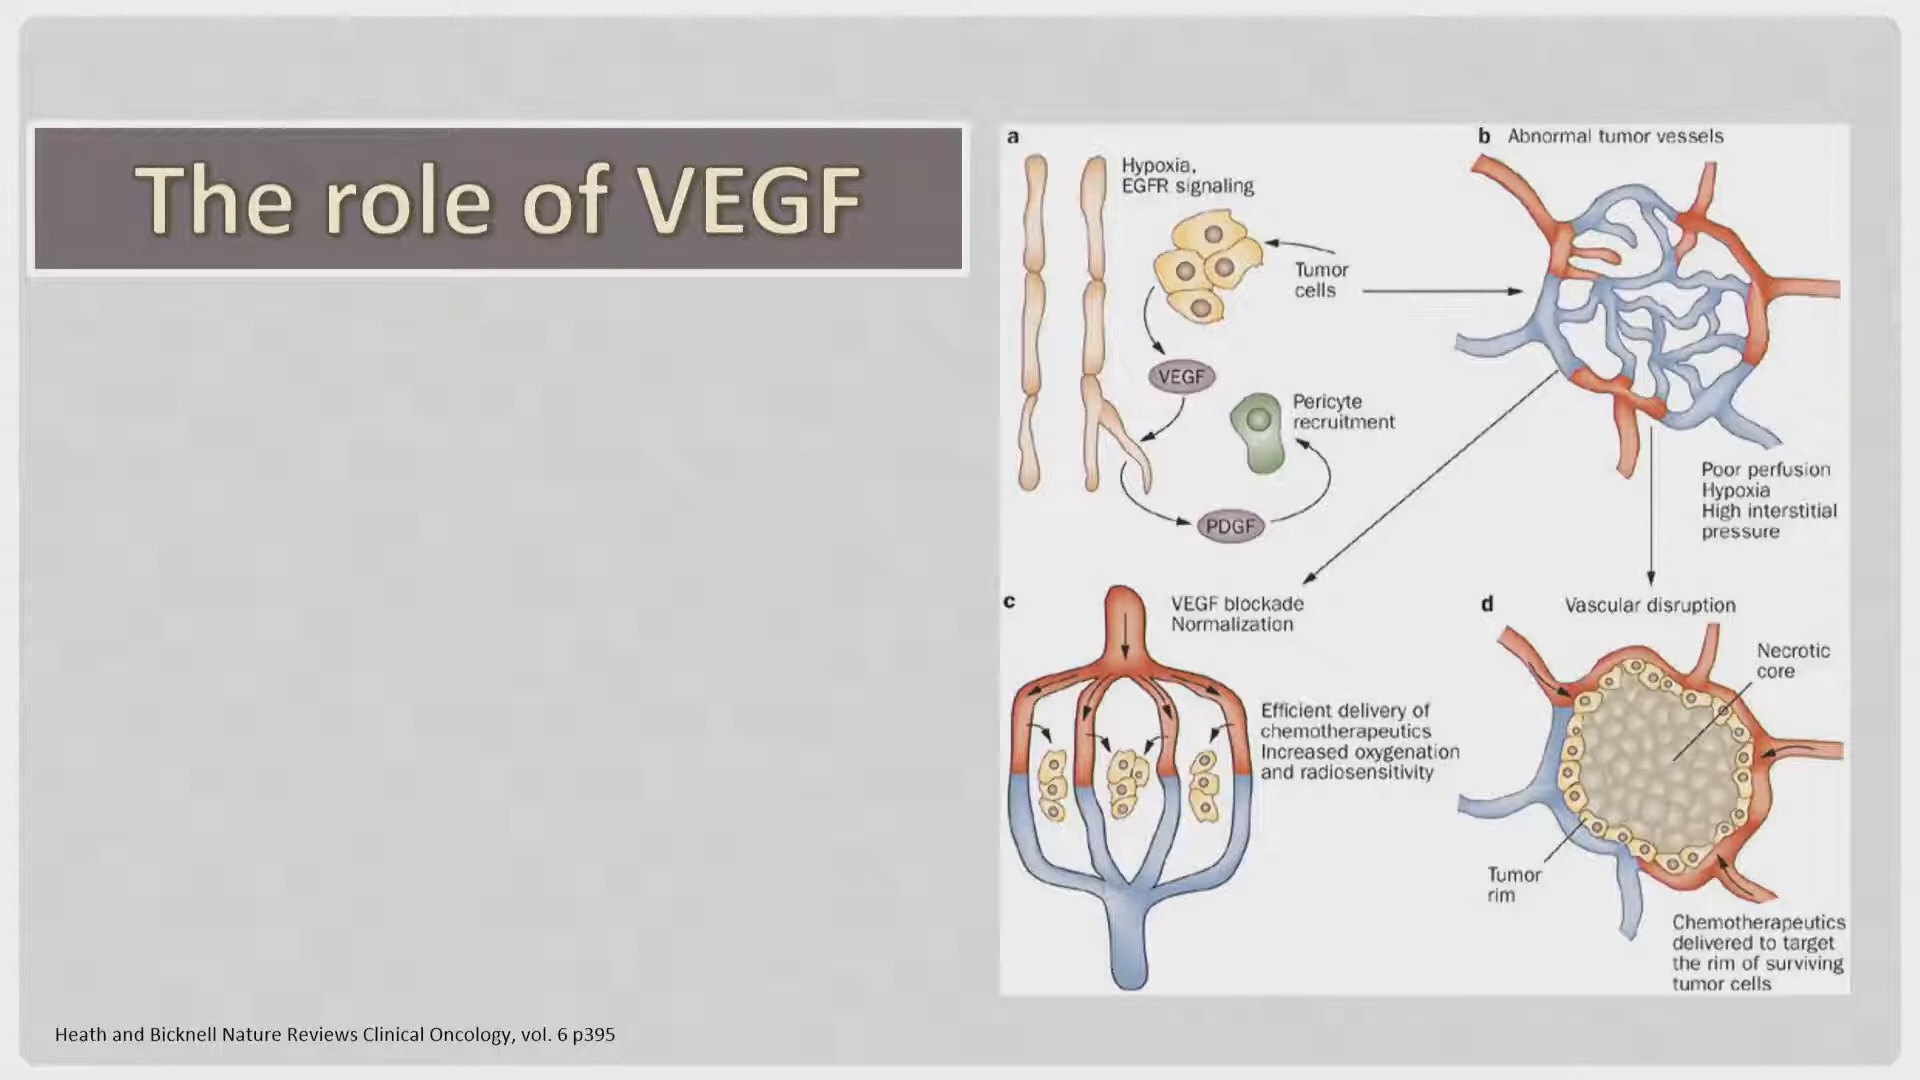 The role of VEGF
a
Hypoxia,
EGFR signaling
Tumor
cells
VEGF
Pericyte
recruitment
PDGF
b Abnormal tumor vessels
Poor perfusion
Hypoxia
High interstitial
pressure
c
VEGF blockade
Normalization
Efficient delivery of
chemotherapeutics
Increased oxygenation
and radiosensitivity
d Vascular disruption
Necrotic
core
Tumor
rim
Chemotherapeutics
delivered to target
the rim of surviving
tumor cells
Heath and Bicknell Nature Reviews Clinical Oncology, vol. 6 p395